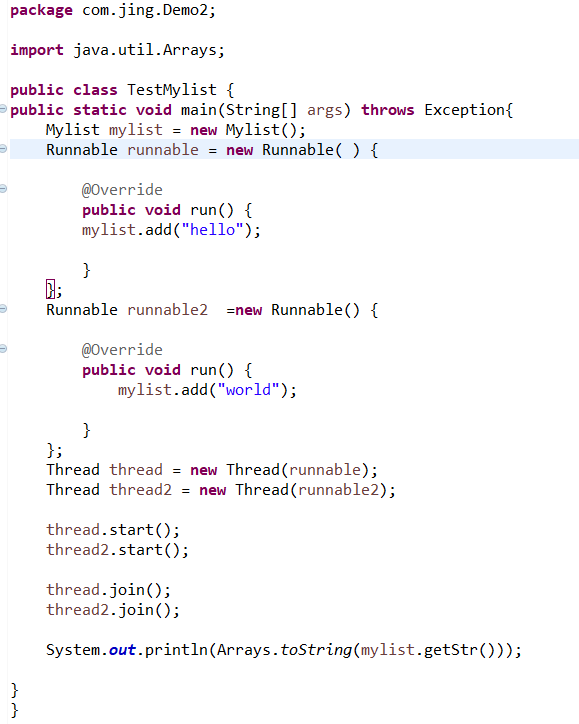 package com.jing.Demo2;
import java.util.Arrays;
public class TestMylist {
public static void main(String[] args) throws Exception{
    Mylist mylist = new Mylist();
    Runnable runnable = new Runnable( ) {
        @Override
        public void run() {
        mylist.add("hello");
        }
    };
    Runnable runnable2  =new Runnable() {
        @Override
        public void run() {
            mylist.add("world");
        }
    };
    Thread thread = new Thread(runnable);
    Thread thread2 = new Thread(runnable2);
    thread.start();
    thread2.start();
    thread.join();
    thread2.join();
    System.out.println(Arrays.toString(mylist.getStr()));
}
}